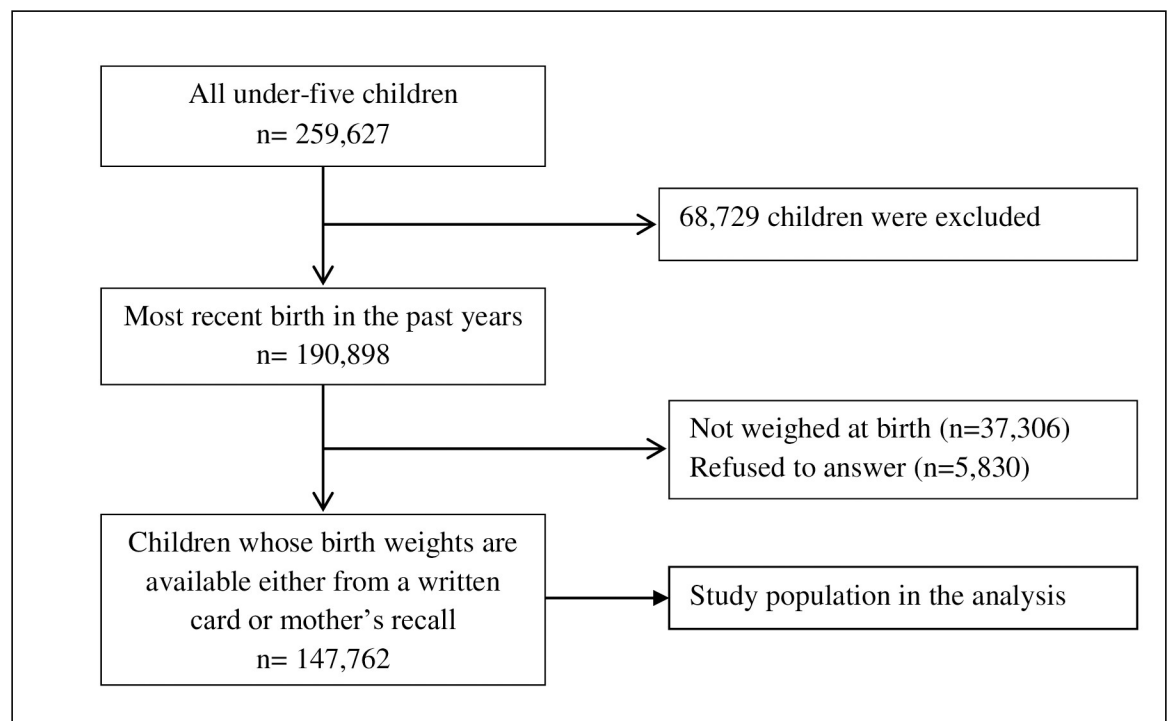 All under-five children
n= 259,627
68,729 children were excluded
Most recent birth in the past years
n= 190,898
Not weighed at birth (n=37,306)
Refused to answer (n=5,830)
Children whose birth weights are
available either from a written
card or mother’s recall
n= 147,762
Study population in the analysis